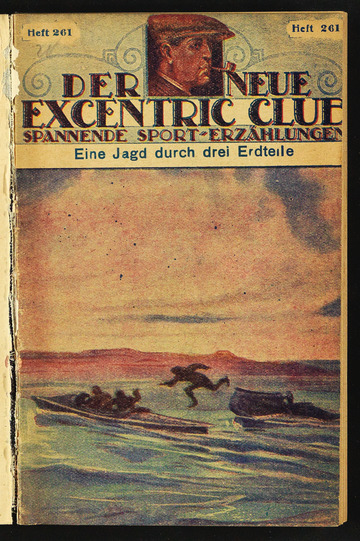 Heft 261
Heft 261
DER NEUE
EXCENTRIC CLUB
SPANNENDE SPORT-ERZÄHLUNGEN
Eine Jagd durch drei Erdteile